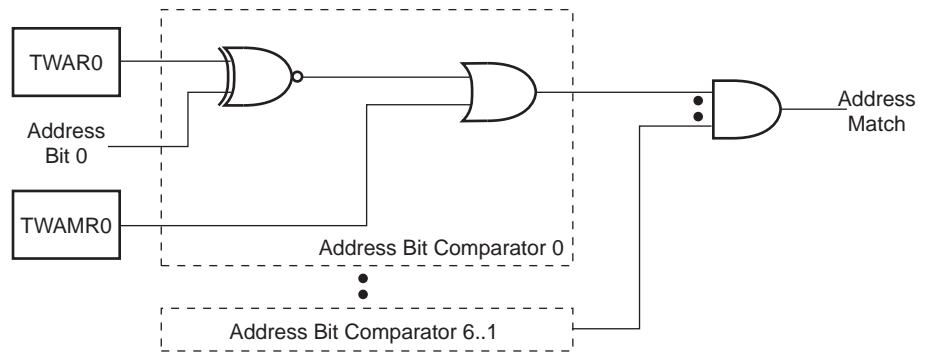 TWAR0
Address
Bit 0
TWAMR0
Address Bit Comparator 0
Address Bit Comparator 6..1
Address
Match